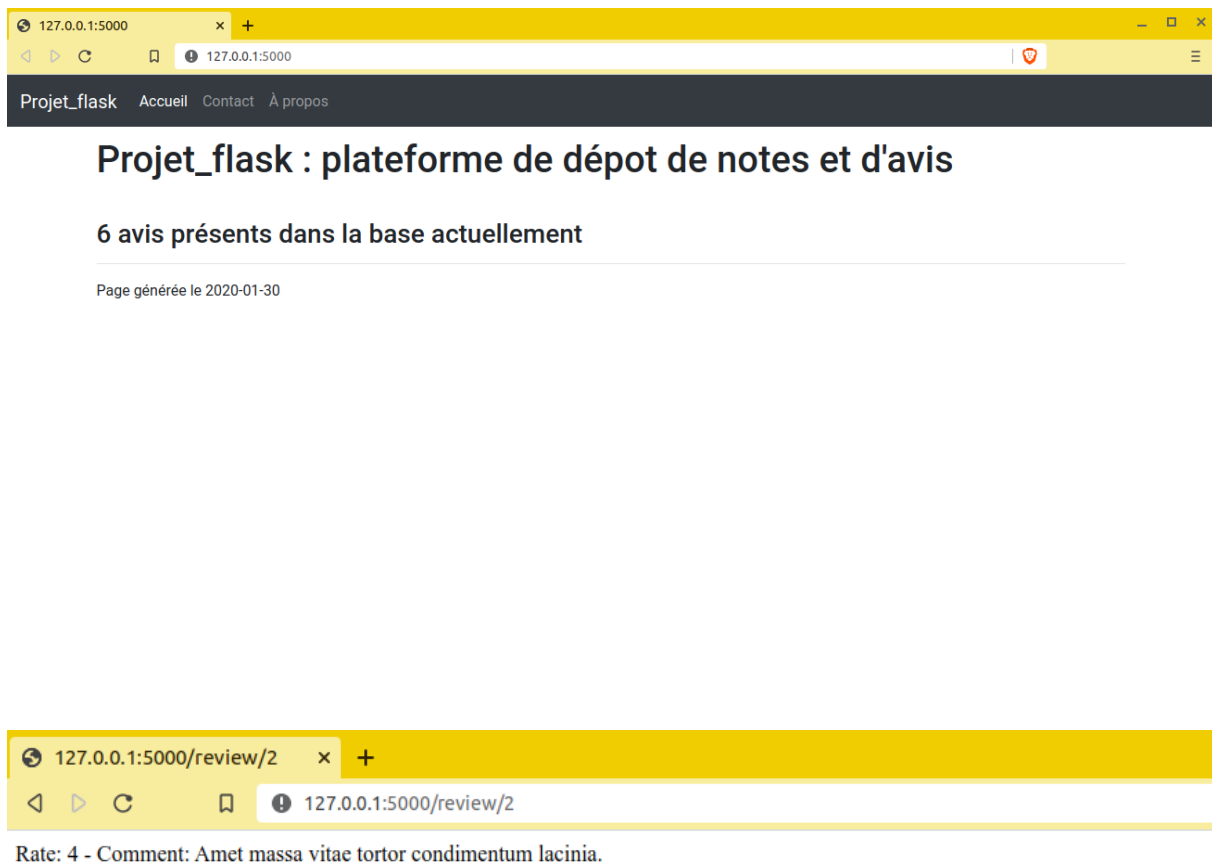 127.0.0.1:5000
127.0.0.1:5000
Projet_flask Accueil Contact À propos
Projet_flask : plateforme de dépot de notes et d'avis
6 avis présents dans la base actuellement
Page générée le 2020-01-30
127.0.0.1:5000/review/2
127.0.0.1:5000/review/2
Rate: 4 - Comment: Amet massa vitae tortor condimentum lacinia.